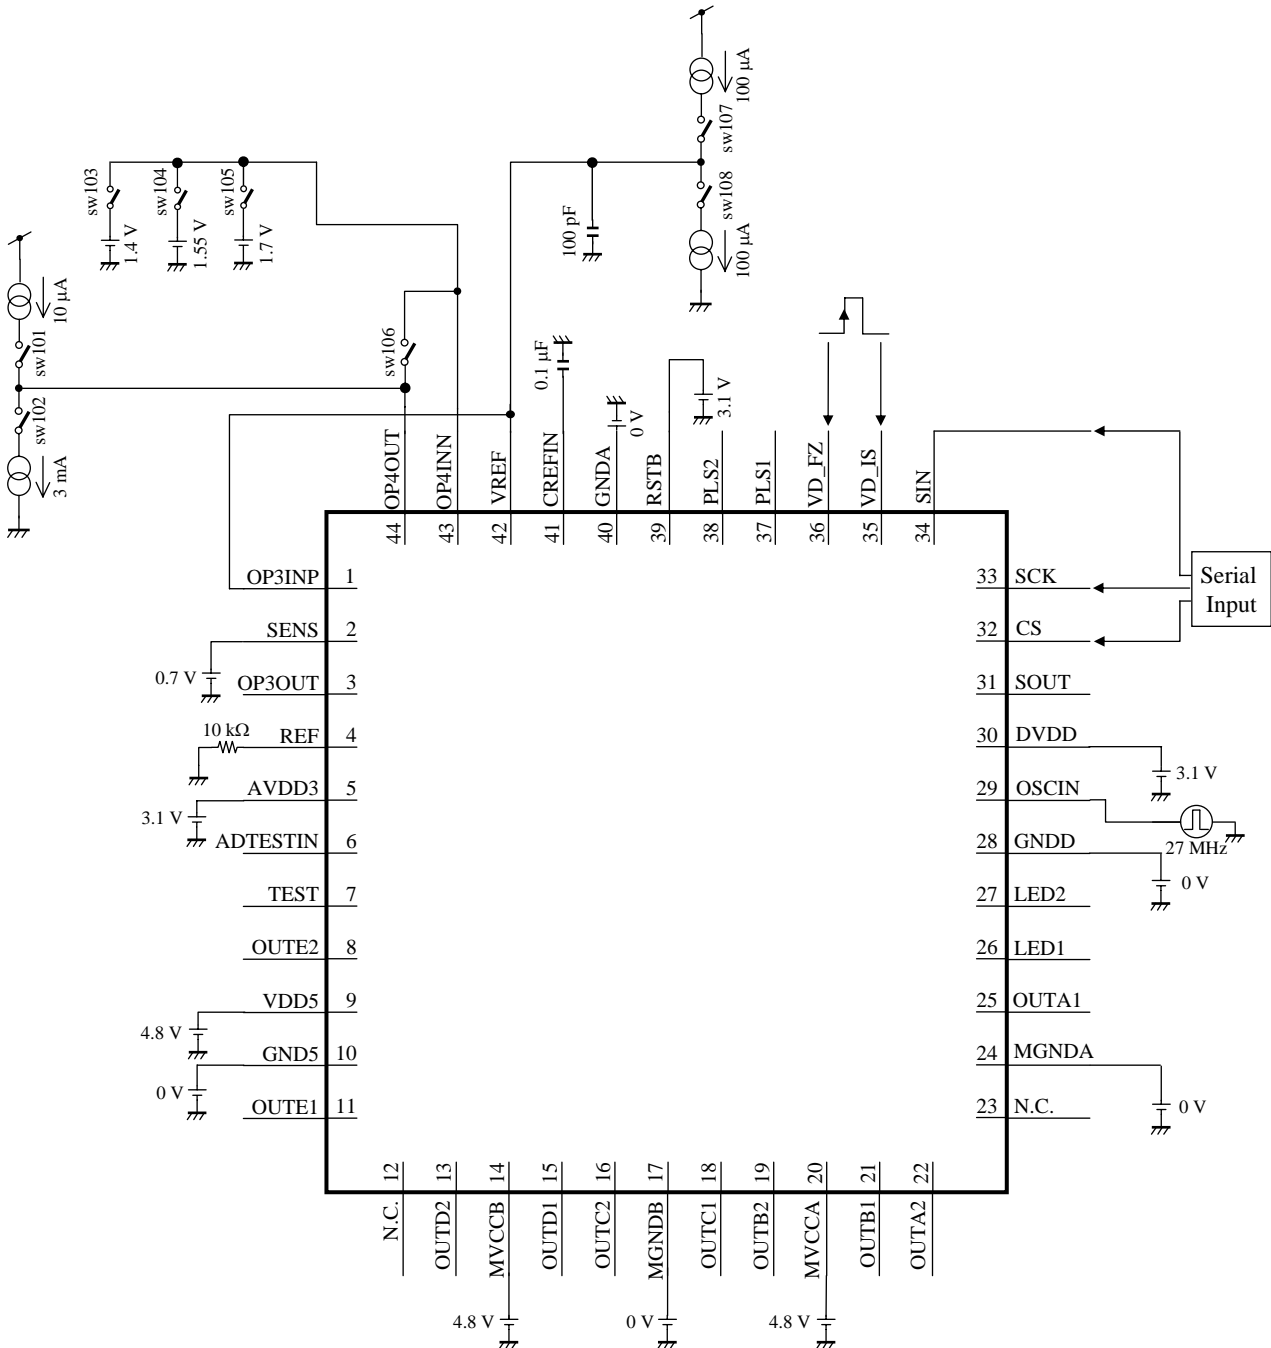 100 μA
sw107
sw108
100 μA
100 pF
sw103
sw104
sw105
1.4 V
1.55 V
1.7 V
10 μA
sw101
sw102
3 mA
sw106
0.1 μF
0 V
3.1 V
OP4OUT
OP4INN
VREF
CREFIN
GNDA
RSTB
PLS2
PLS1
VD_FZ
VD_IS
SIN
44
43
42
41
40
39
38
37
36
35
34
OP3INP 1
SENS 2
0.7 V
OP3OUT 3
10 kΩ
REF 4
AVDD3 5
3.1 V
ADTESTIN 6
TEST 7
OUTE2 8
VDD5 9
4.8 V
GND5 10
0 V
OUTE1 11
33 SCK
Serial
Input
32 CS
31 SOUT
30 DVDD
3.1 V
29 OSCIN
27 MHz
28 GNDD
0 V
27 LED2
26 LED1
25 OUTA1
24 MGNDA
0 V
23 N.C.
12
13
14
15
16
17
18
19
20
21
22
N.C.
OUTD2
MVCCB
OUTD1
OUTC2
MGNDB
OUTC1
OUTB2
MVCCA
OUTB1
OUTA2
4.8 V
0 V
4.8 V